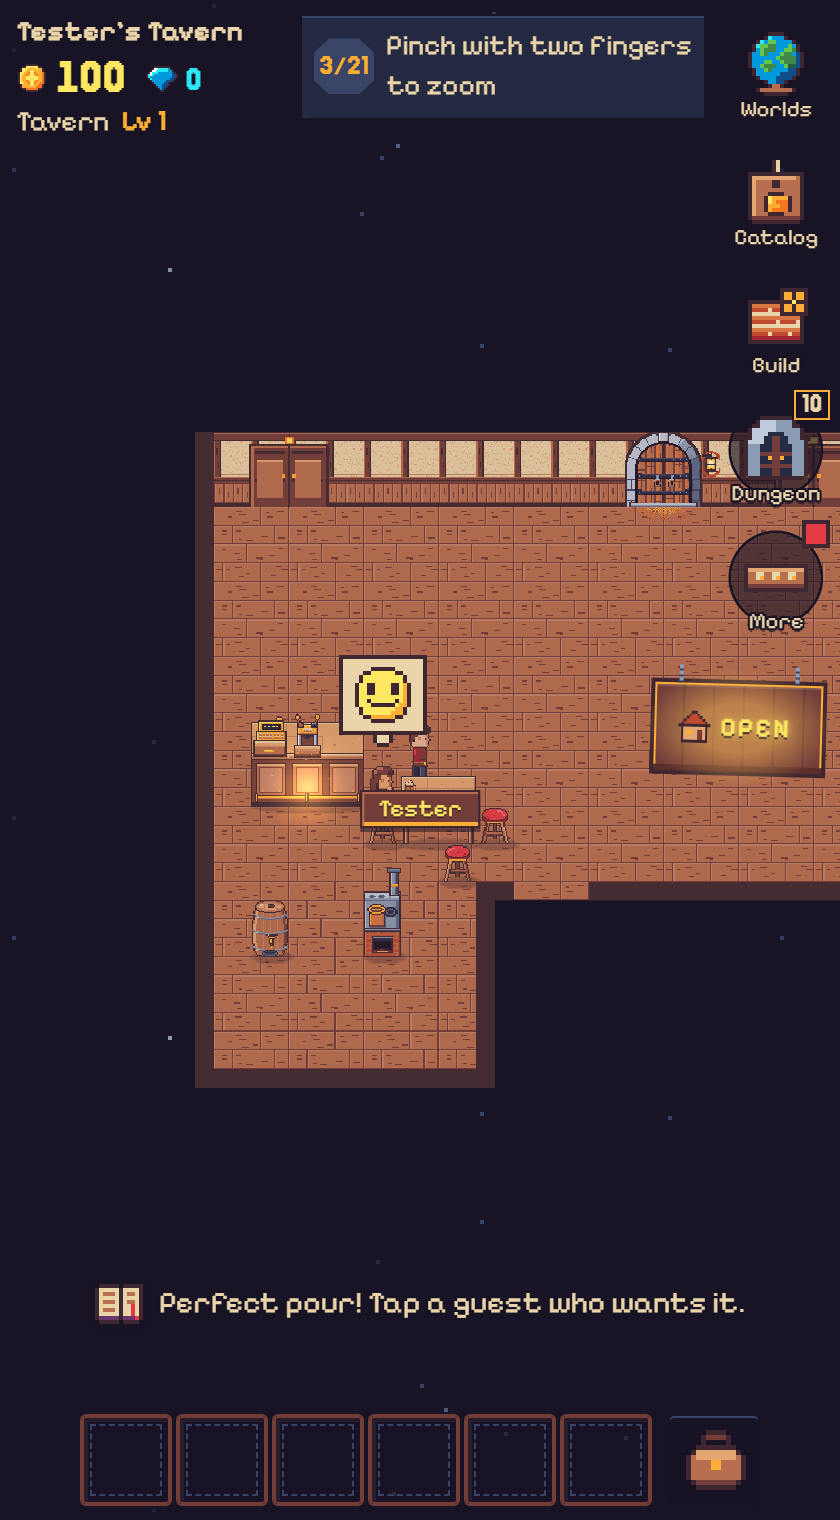 Tester's Tavern
100
0
Tavern Lv 1
3/21
Pinch with two fingers
to zoom
Worlds
Catalog
Build
10
Dungeon
More
OPEN
Tester
Perfect pour! Tap a guest who wants it.